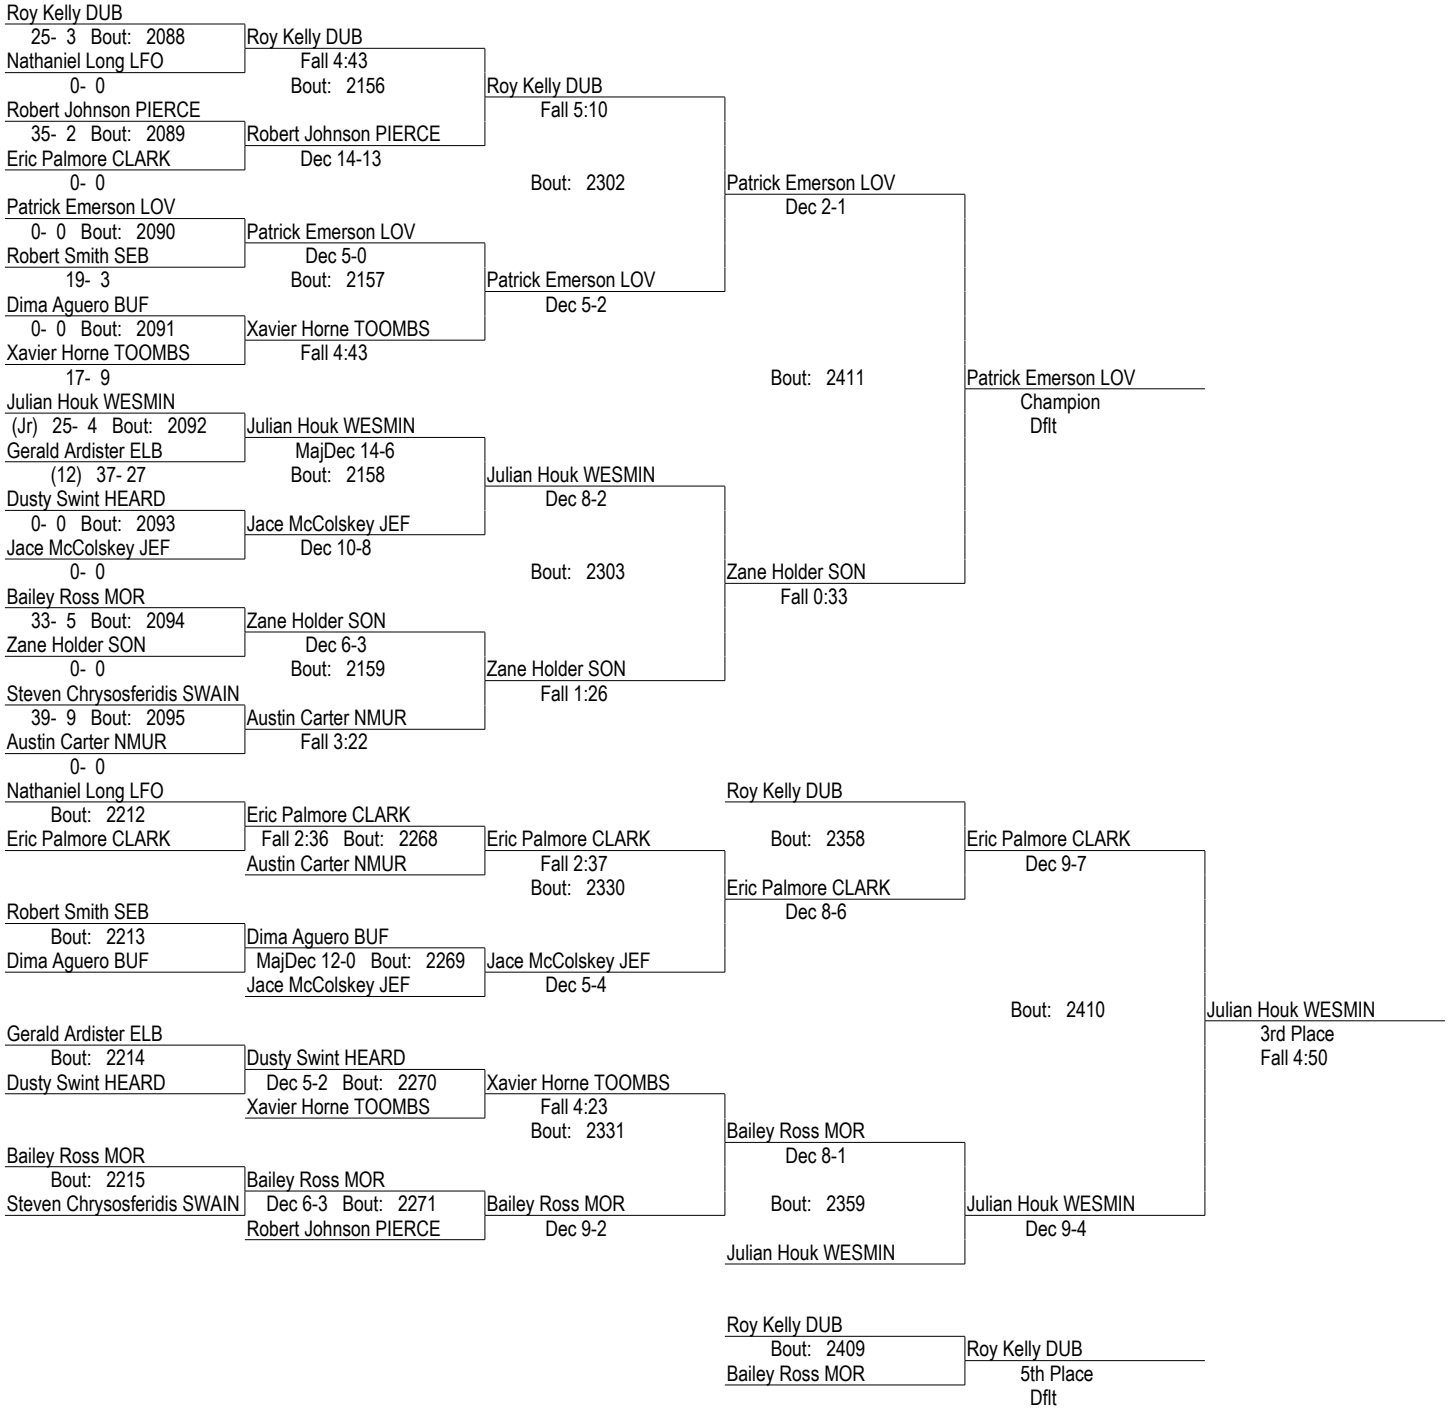 Roy Kelly DUB
25- 3 Bout: 2088
Roy Kelly DUB
Nathaniel Long LFO
Fall 4:43
0- 0
Bout: 2156
Roy Kelly DUB
Robert Johnson PIERCE
Fall 5:10
35- 2 Bout: 2089
Robert Johnson PIERCE
Eric Palmore CLARK
Dec 14-13
0- 0
Bout: 2302
Patrick Emerson LOV
Patrick Emerson LOV
Dec 2-1
0- 0 Bout: 2090
Patrick Emerson LOV
Robert Smith SEB
Dec 5-0
19- 3
Bout: 2157
Patrick Emerson LOV
Dima Aguero BUF
Dec 5-2
0- 0 Bout: 2091
Xavier Horne TOOMBS
Xavier Horne TOOMBS
Fall 4:43
17- 9
Bout: 2411
Patrick Emerson LOV
Julian Houk WESMIN
Champion
(Jr) 25- 4 Bout: 2092
Julian Houk WESMIN
Dflt
Gerald Ardister ELB
MajDec 14-6
(12) 37- 27
Bout: 2158
Julian Houk WESMIN
Dusty Swint HEARD
Dec 8-2
0- 0 Bout: 2093
Jace McColskey JEF
Jace McColskey JEF
Dec 10-8
0- 0
Bout: 2303
Zane Holder SON
Bailey Ross MOR
Fall 0:33
33- 5 Bout: 2094
Zane Holder SON
Zane Holder SON
Dec 6-3
0- 0
Bout: 2159
Zane Holder SON
Steven Chrysosferidis SWAIN
Fall 1:26
39- 9 Bout: 2095
Austin Carter NMUR
Austin Carter NMUR
Fall 3:22
0- 0
Nathaniel Long LFO
Roy Kelly DUB
Bout: 2212
Eric Palmore CLARK
Eric Palmore CLARK
Fall 2:36 Bout: 2268
Eric Palmore CLARK
Bout: 2358
Eric Palmore CLARK
Austin Carter NMUR
Fall 2:37
Dec 9-7
Bout: 2330
Eric Palmore CLARK
Robert Smith SEB
Dec 8-6
Bout: 2213
Dima Aguero BUF
Dima Aguero BUF
MajDec 12-0 Bout: 2269
Jace McColskey JEF
Jace McColskey JEF
Dec 5-4
Bout: 2410
Julian Houk WESMIN
Gerald Ardister ELB
3rd Place
Bout: 2214
Dusty Swint HEARD
Fall 4:50
Dusty Swint HEARD
Dec 5-2 Bout: 2270
Xavier Horne TOOMBS
Xavier Horne TOOMBS
Fall 4:23
Bout: 2331
Bailey Ross MOR
Bailey Ross MOR
Dec 8-1
Bout: 2215
Bailey Ross MOR
Steven Chrysosferidis SWAIN
Dec 6-3 Bout: 2271
Bailey Ross MOR
Bout: 2359
Julian Houk WESMIN
Robert Johnson PIERCE
Dec 9-2
Dec 9-4
Julian Houk WESMIN
Roy Kelly DUB
Bout: 2409
Roy Kelly DUB
Bailey Ross MOR
5th Place
Dflt